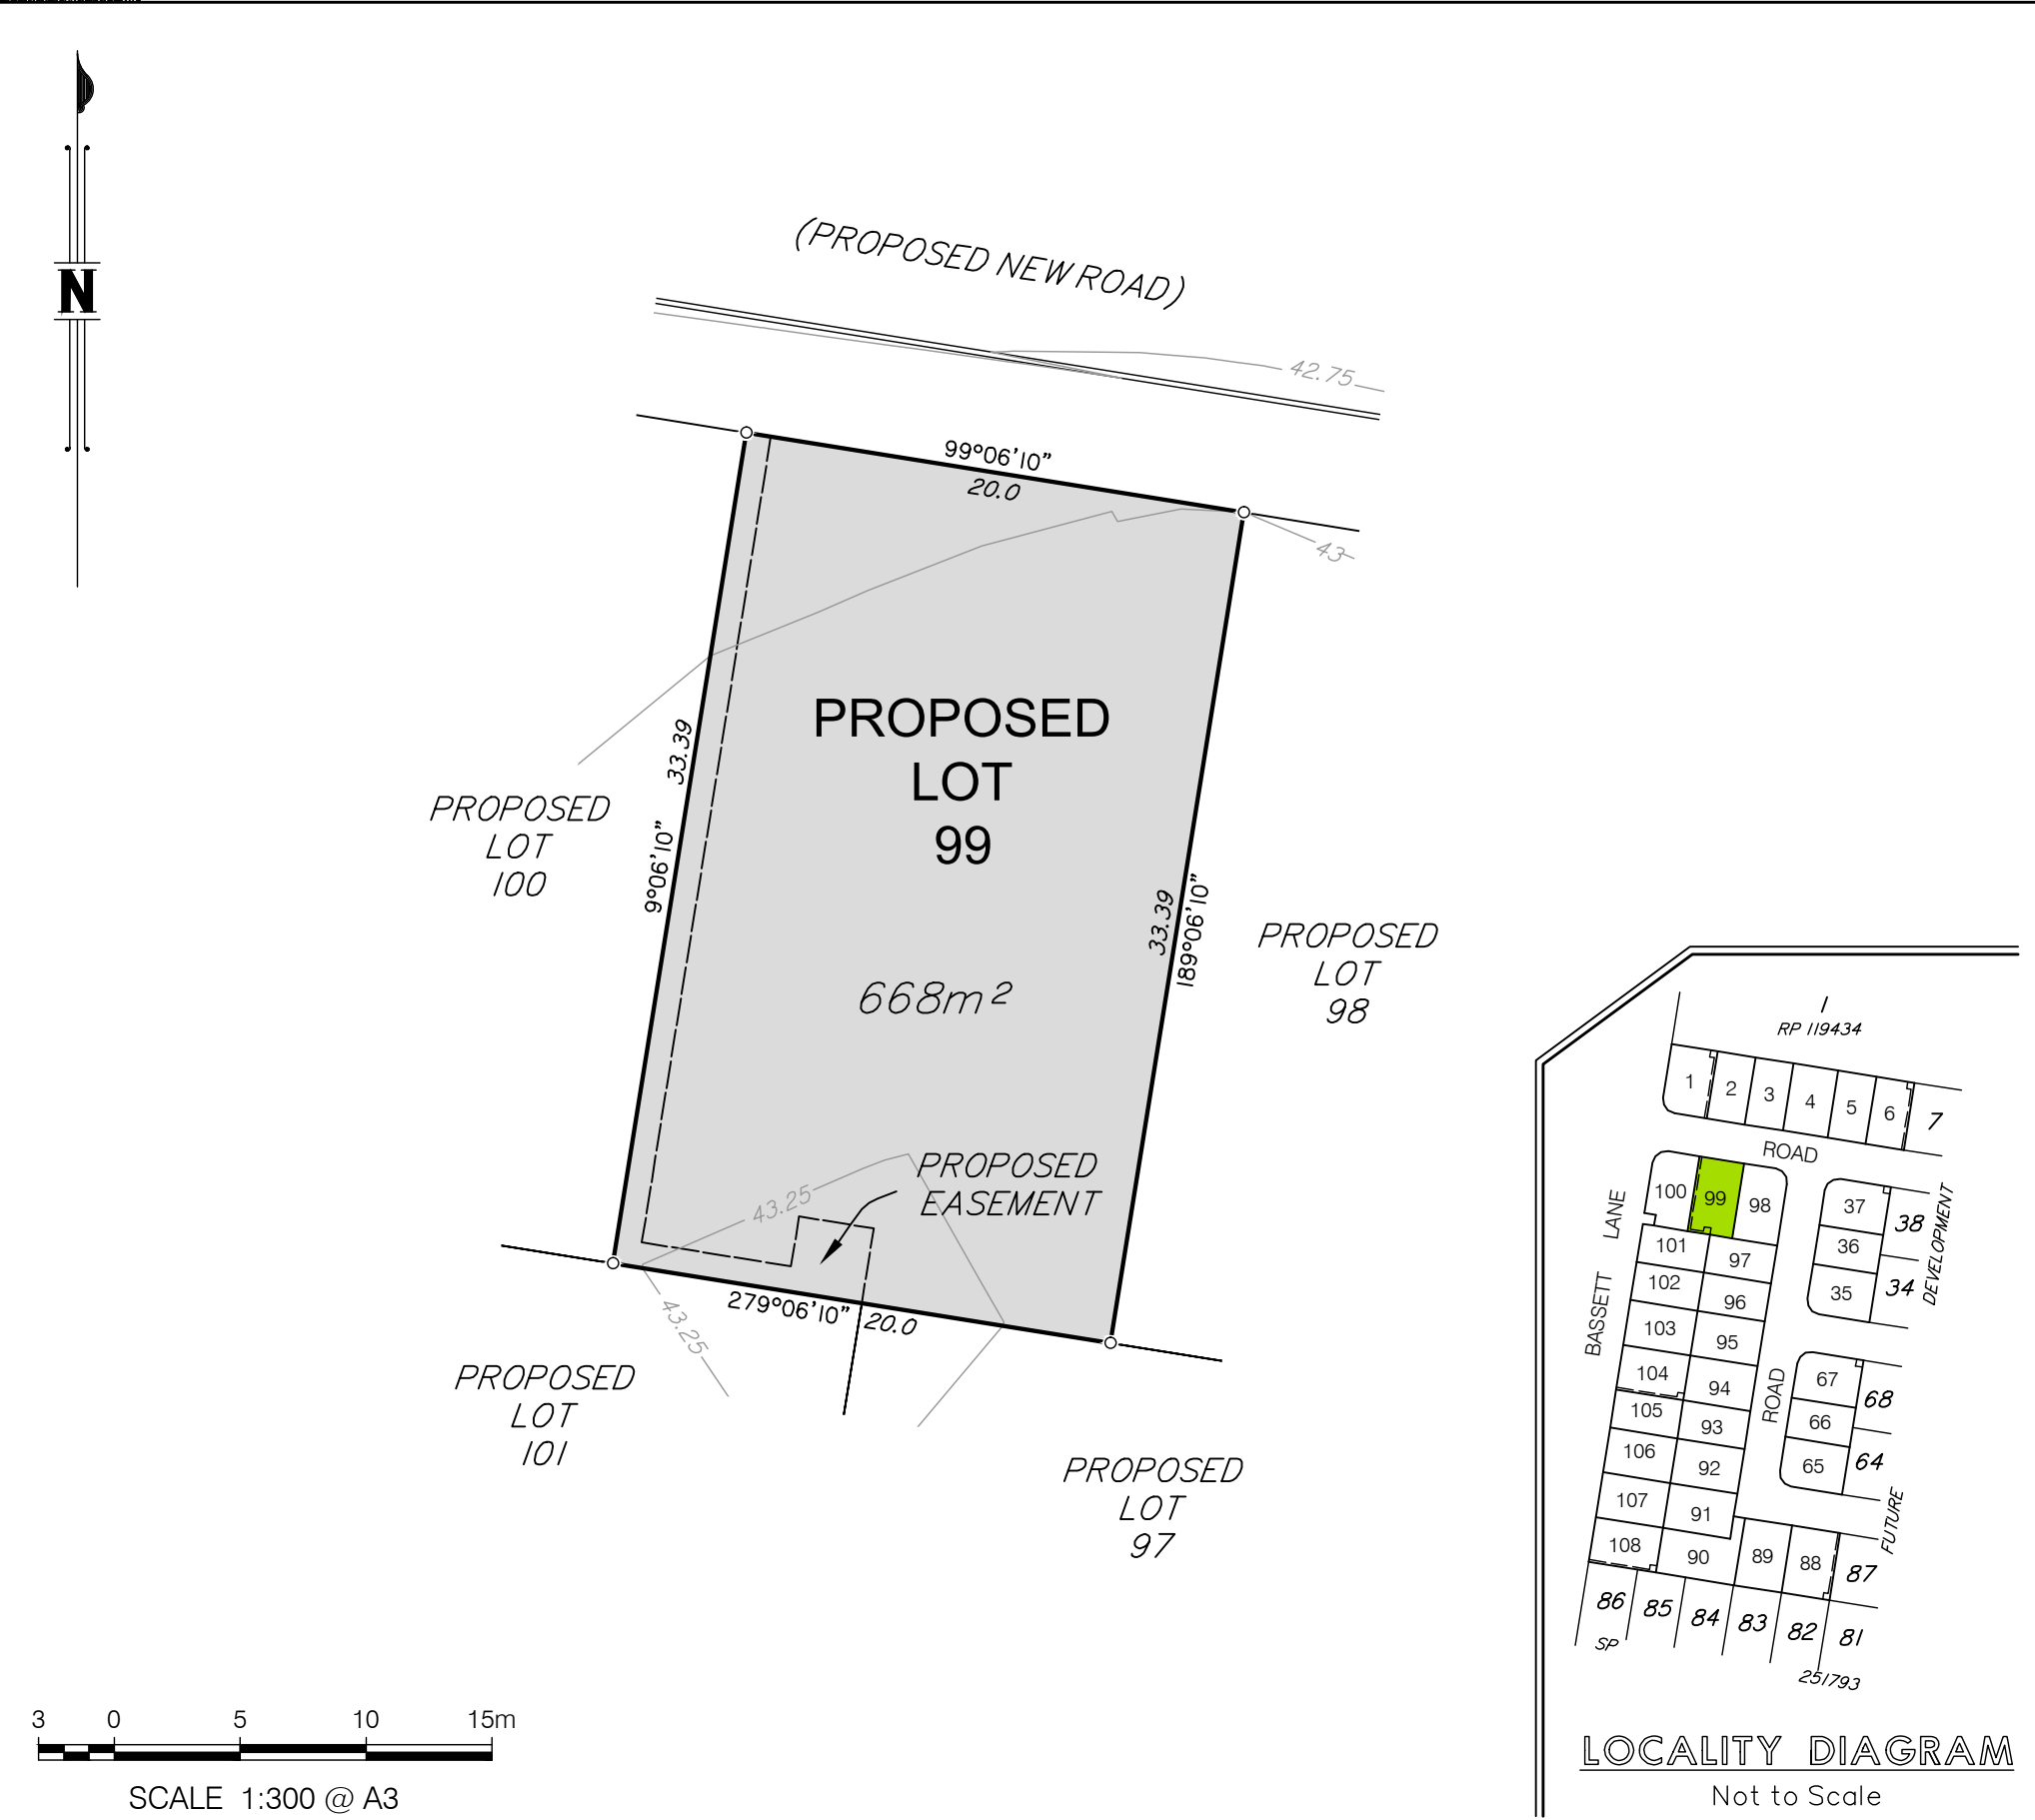 N
(PROPOSED NEW ROAD)
42.75
99°06'10"
20.0
43
PROPOSED
LOT
99
33.39
9°06'10"
PROPOSED
LOT
100
33.39
189°06'10"
PROPOSED
LOT
98
668m²
PROPOSED
EASEMENT
43.25
279°06'10" 20.0
43.25
PROPOSED
LOT
101
PROPOSED
LOT
97
3 0 5 10 15m
SCALE 1:300 @ A3
1
RP 119434
1 2 3 4 5 6 7
ROAD
100 99 98
37 38
36
35 34
DEVELOPMENT
BASSETT LANE
101 97
102 96
103 95
104 94
105 93
106 92
107 91
108 90 89 88 87
ROAD
67 68
66
65 64
FUTURE
86 85 84 83 82 81
SP
251793
LOCALITY DIAGRAM
Not to Scale